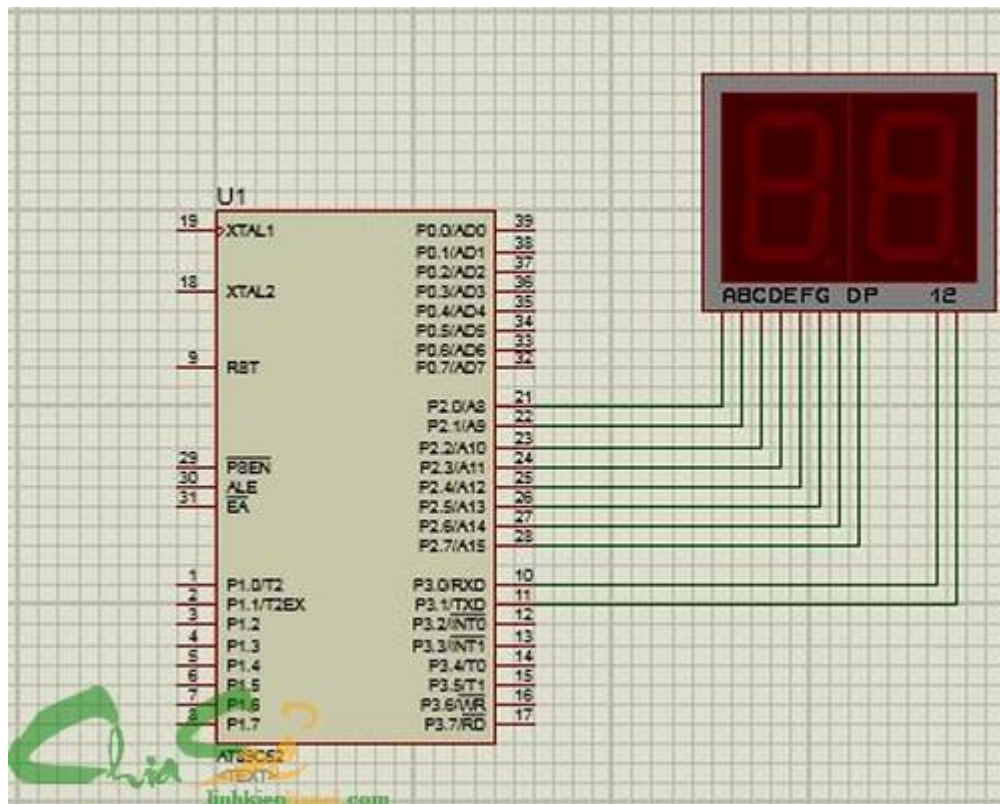 U1
19 XTAL1
18 XTAL2
9 RST
29 PSEN
30 ALE
31 EA
1 P1.0/T2
2 P1.1/T2EX
3 P1.2
4 P1.3
5 P1.4
6 P1.5
7 P1.6
8 P1.7
P0.0/AD0 39
P0.1/AD1 38
P0.2/AD2 37
P0.3/AD3 36
P0.4/AD4 35
P0.5/AD5 34
P0.6/AD6 33
P0.7/AD7 32
P2.0/A8 21
P2.1/A9 22
P2.2/A10 23
P2.3/A11 24
P2.4/A12 25
P2.5/A13 26
P2.6/A14 27
P2.7/A15 28
P3.0/RXD 10
P3.1/TXD 11
P3.2/INT0 12
P3.3/INT1 13
P3.4/T0 14
P3.5/T1 15
P3.6/WR 16
P3.7/RD 17
AT89C52
<TEXT>
ABCDEFG DP 12